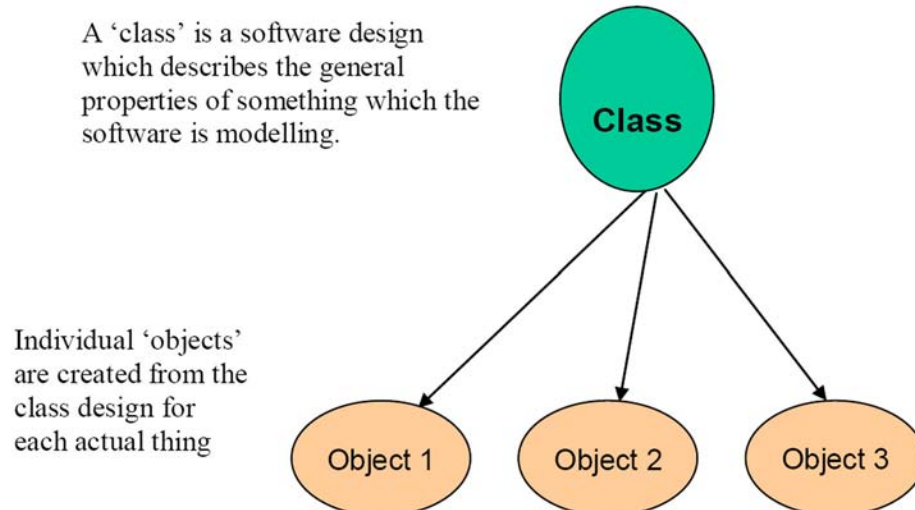 A ‘class’ is a software design
which describes the general
properties of something which the
software is modelling.
Class
Individual ‘objects’
are created from the
class design for
each actual thing
Object 1
Object 2
Object 3